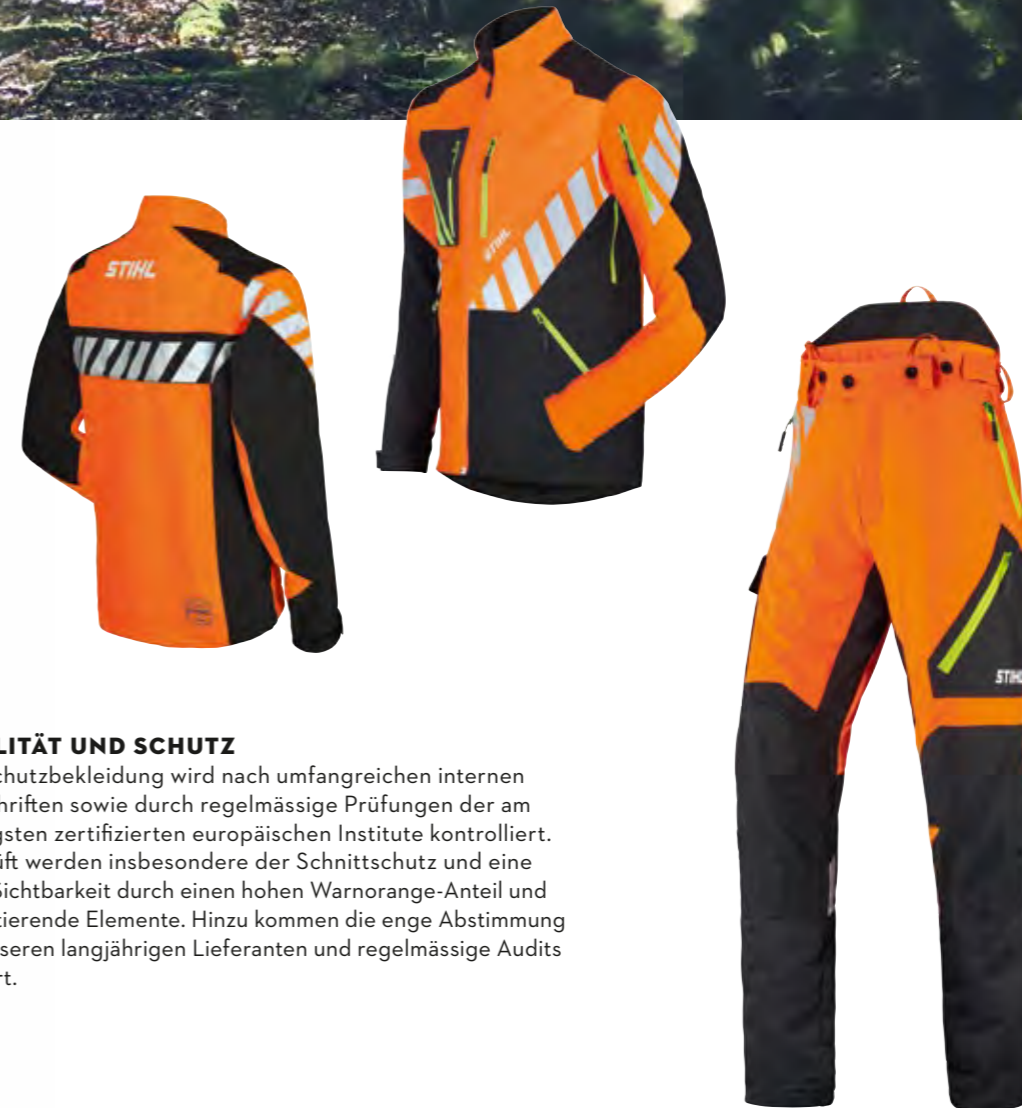 STIHL
STIHL
STIHL
LITÄT UND SCHUTZ
chutzbekleidung wird nach umfangreichen internen
hriften sowie durch regelmässige Prüfungen der am
gsten zertifizierten europäischen Institute kontrolliert.
üft werden insbesondere der Schnittschutz und eine
Sichtbarkeit durch einen hohen Warnorange-Anteil und
tierende Elemente. Hinzu kommen die enge Abstimmung
seren langjährigen Lieferanten und regelmässige Audits
rt.